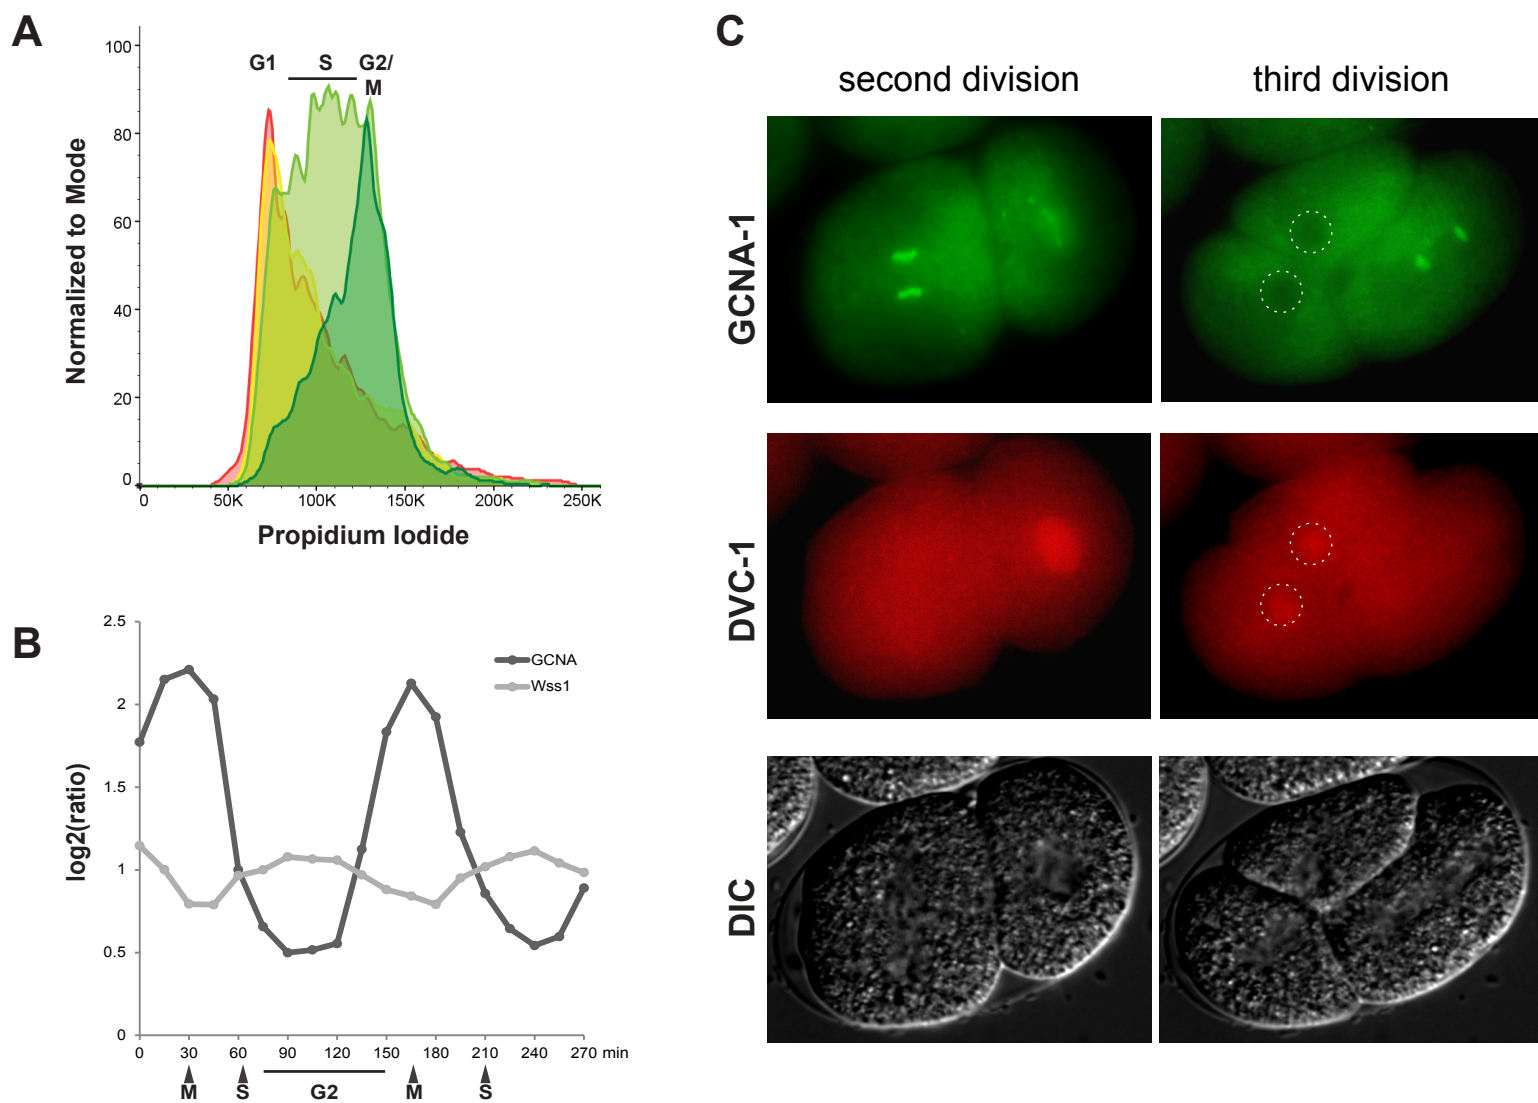 A
G1
S
G2/
M
100
80
60
40
20
0
Normalized to Mode
0
50K
100K
150K
200K
250K
Propidium Iodide
B
2.5
2
1.5
1
0.5
0
log2(ratio)
GCNA
Wss1
0
30
60
90
120
150
180
210
240
270 min
M
S
G2
M
S
C
second division
third division
GCNA-1
DVC-1
DIC